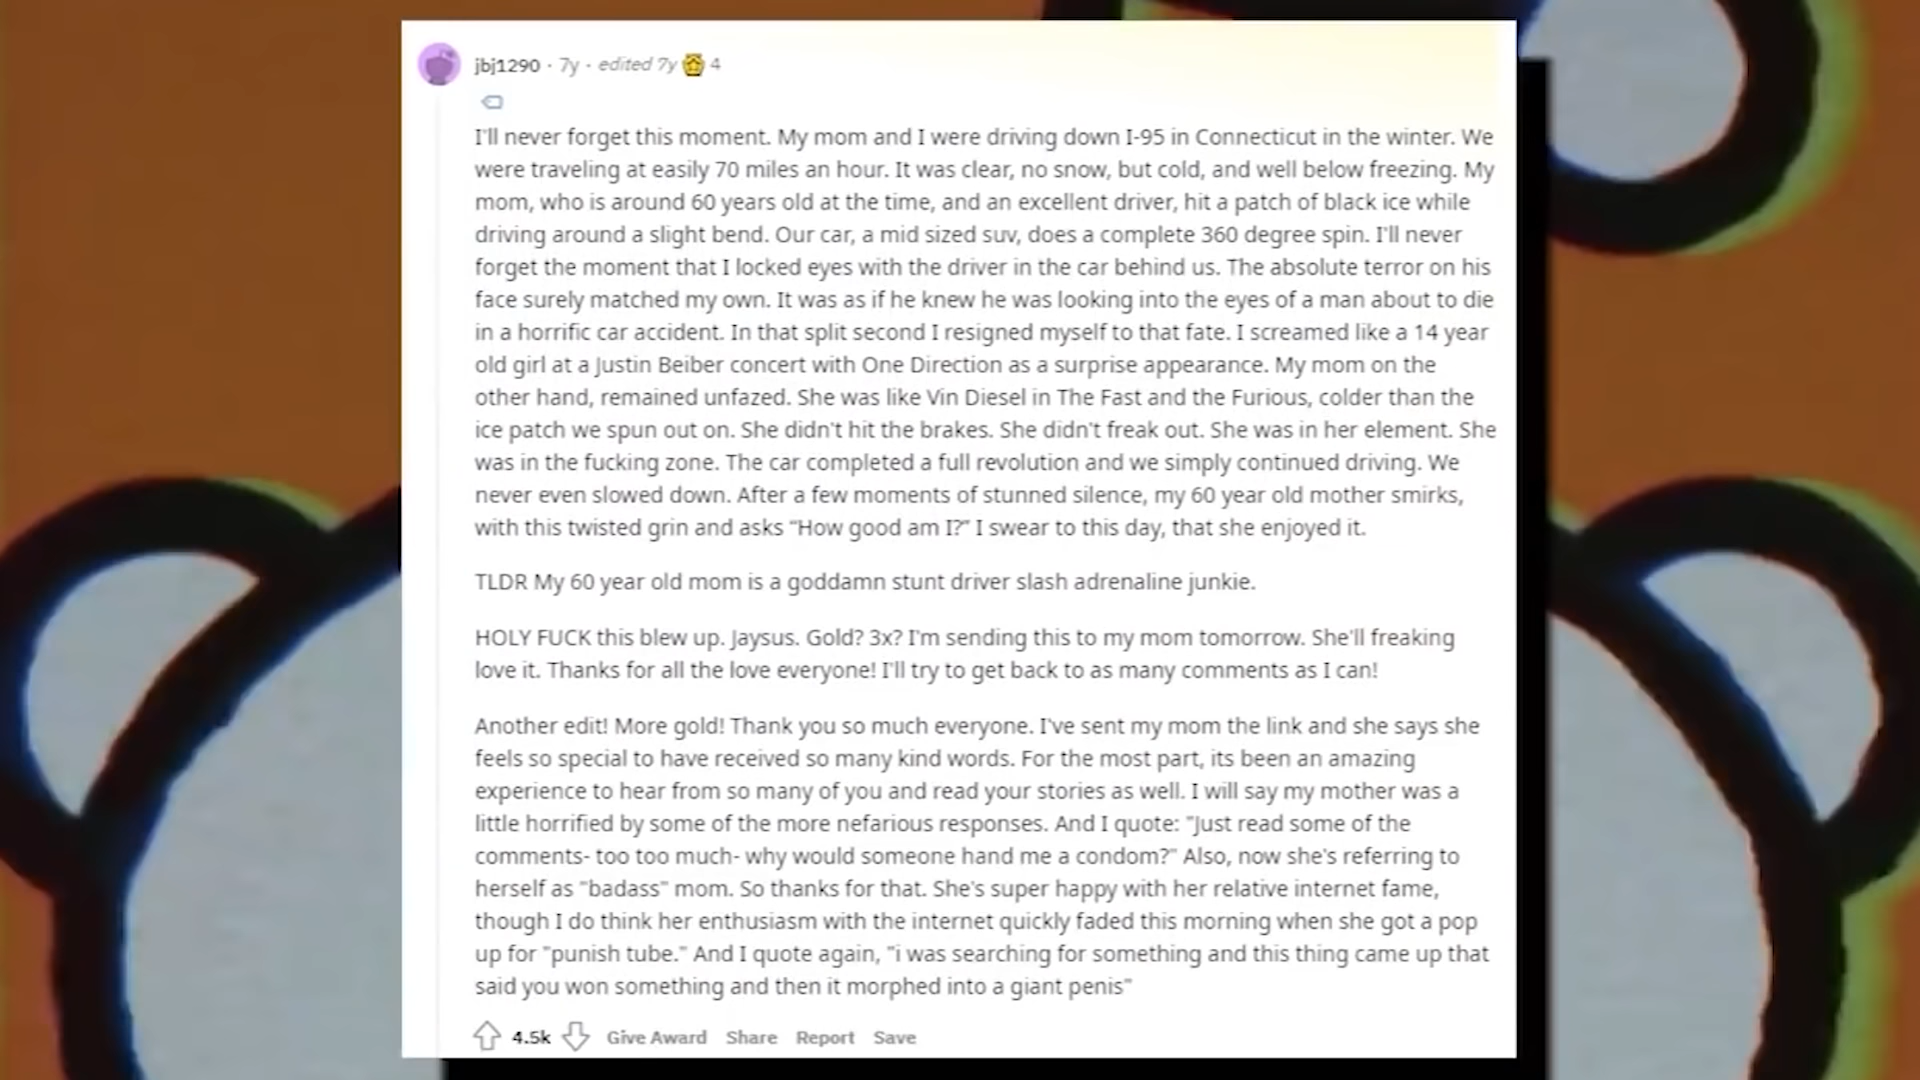 jbj1290 · 7y · edited 7y 4
I'll never forget this moment. My mom and I were driving down I-95 in Connecticut in the winter. We
were traveling at easily 70 miles an hour. It was clear, no snow, but cold, and well below freezing. My
mom, who is around 60 years old at the time, and an excellent driver, hit a patch of black ice while
driving around a slight bend. Our car, a mid sized suv, does a complete 360 degree spin. I'll never
forget the moment that I locked eyes with the driver in the car behind us. The absolute terror on his
face surely matched my own. It was as if he knew he was looking into the eyes of a man about to die
in a horrific car accident. In that split second I resigned myself to that fate. I screamed like a 14 year
old girl at a Justin Beiber concert with One Direction as a surprise appearance. My mom on the
other hand, remained unfazed. She was like Vin Diesel in The Fast and the Furious, colder than the
ice patch we spun out on. She didn't hit the brakes. She didn't freak out. She was in her element. She
was in the fucking zone. The car completed a full revolution and we simply continued driving. We
never even slowed down. After a few moments of stunned silence, my 60 year old mother smirks,
with this twisted grin and asks "How good am I?" I swear to this day, that she enjoyed it.
TLDR My 60 year old mom is a goddamn stunt driver slash adrenaline junkie.
HOLY FUCK this blew up. Jaysus. Gold? 3x? I'm sending this to my mom tomorrow. She'll freaking
love it. Thanks for all the love everyone! I'll try to get back to as many comments as I can!
Another edit! More gold! Thank you so much everyone. I've sent my mom the link and she says she
feels so special to have received so many kind words. For the most part, its been an amazing
experience to hear from so many of you and read your stories as well. I will say my mother was a
little horrified by some of the more nefarious responses. And I quote: "Just read some of the
comments- too too much- why would someone hand me a condom?" Also, now she's referring to
herself as "badass" mom. So thanks for that. She's super happy with her relative internet fame,
though I do think her enthusiasm with the internet quickly faded this morning when she got a pop
up for "punish tube." And I quote again, "i was searching for something and this thing came up that
said you won something and then it morphed into a giant penis"
4.5k Give Award Share Report Save